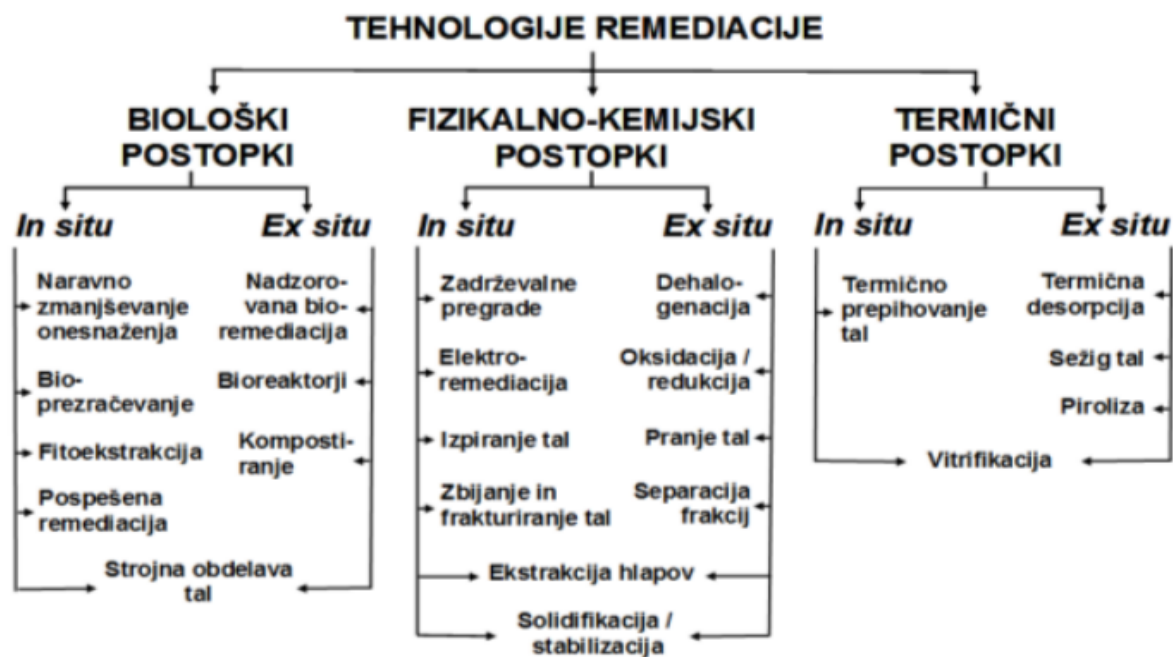 TEHNOLOGIJE REMEDIACIJE
BIOLOŠKI
POSTOPKI
In situ
Ex situ
Naravno
zmanjševanje
onesnaženja
Bio-
prezračevanje
Fitoekstrakcija
Pospešena
remediacija
Nadzoro-
vana bio-
remediacija
Bioreaktorji
Komposti-
ranje
Strojna obdelava
tal
FIZIKALNO-KEMIJSKI
POSTOPKI
In situ
Ex situ
Zadrževalne
pregrade
Elektro-
remediacija
Izpiranje tal
Zbijanje in
frakturiranje tal
Dehalo-
genacija
Oksidacija /
redukcija
Pranje tal
Separacija
frakcij
Ekstrakcija hlapov
Solidifikacija /
stabilizacija
TERMIČNI
POSTOPKI
In situ
Ex situ
Termično
prepihovanje
tal
Termična
desorpcija
Sežig tal
Piroliza
Vitrifikacija